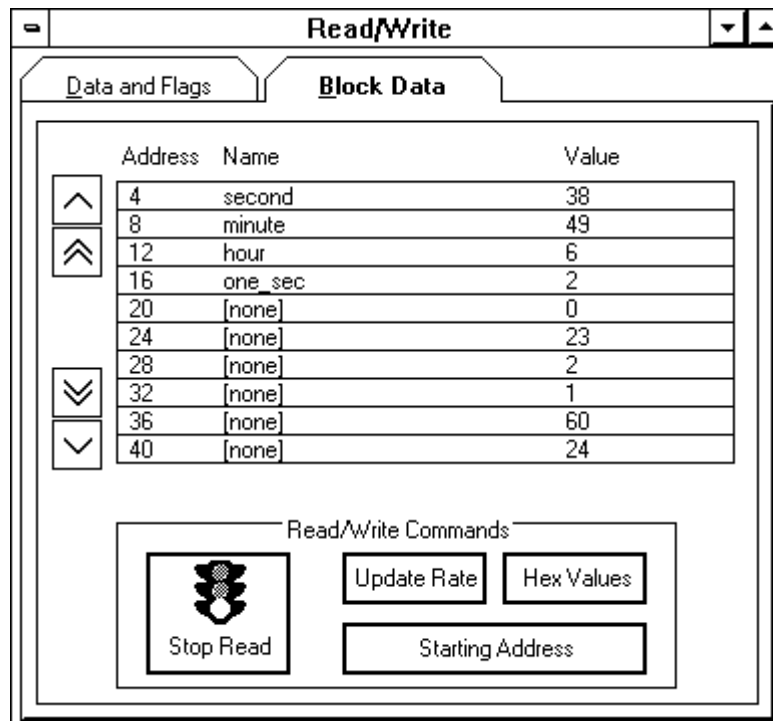 Read/Write
Data and Flags Block Data
Address Name Value
4 second 38
8 minute 49
12 hour 6
16 one_sec 2
20 [none] 0
24 [none] 23
28 [none] 2
32 [none] 1
36 [none] 60
40 [none] 24
Read/Write Commands
Update Rate Hex Values
Stop Read Starting Address